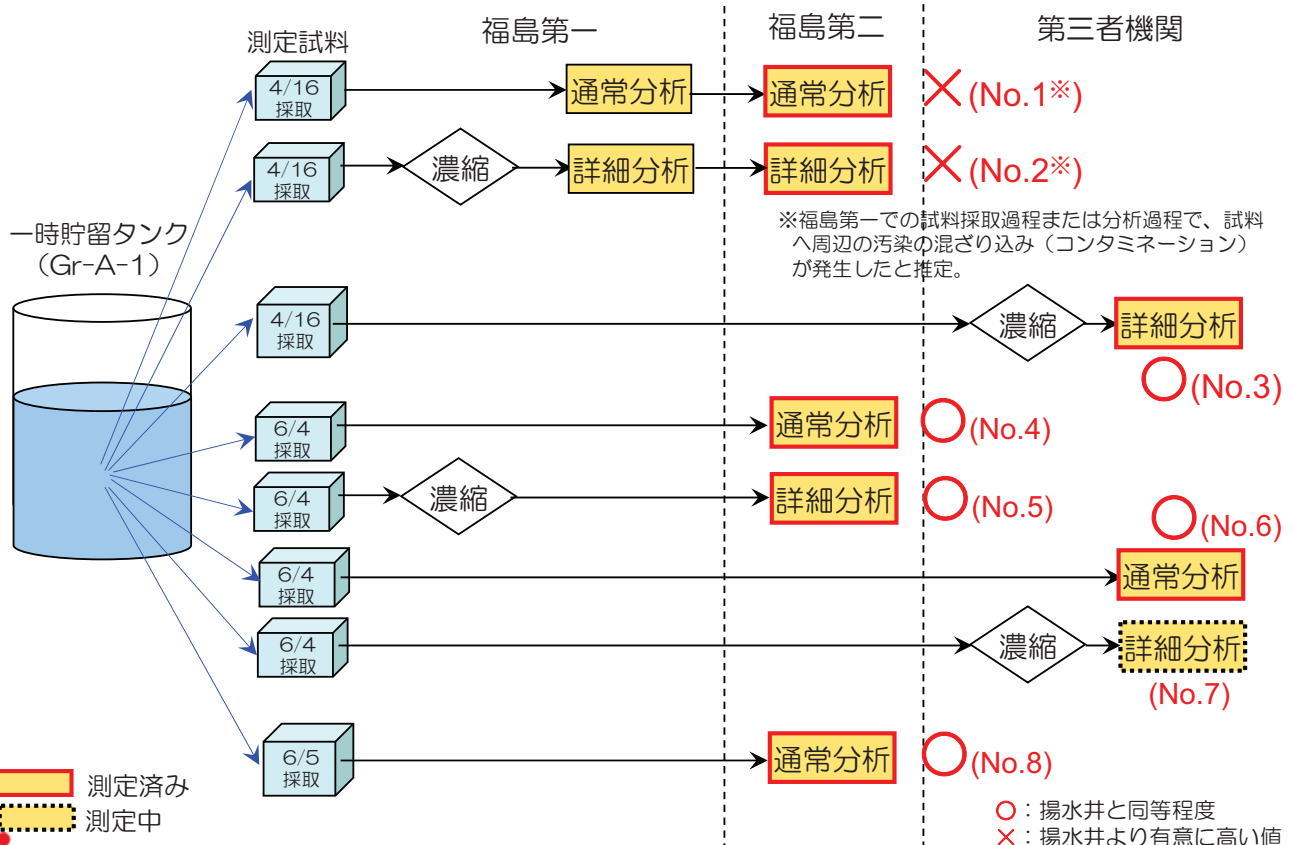 測定試料
福島第一
福島第二
第三者機関
4/16
採取
通常分析
通常分析
(No.1※)
4/16
採取
濃縮
詳細分析
詳細分析
(No.2※)
※福島第一での試料採取過程または分析過程で、試料
へ周辺の汚染の混ざり込み（コンタミネーション）
が発生したと推定。
一時貯留タンク
（Gr-A-1）
4/16
採取
濃縮
詳細分析
(No.3)
6/4
採取
通常分析
(No.4)
6/4
採取
濃縮
詳細分析
(No.5)
(No.6)
6/4
採取
通常分析
6/4
採取
濃縮
詳細分析
(No.7)
6/5
採取
通常分析
(No.8)
測定済み
測定中
○：揚水井と同等程度
×：揚水井より有意に高い値